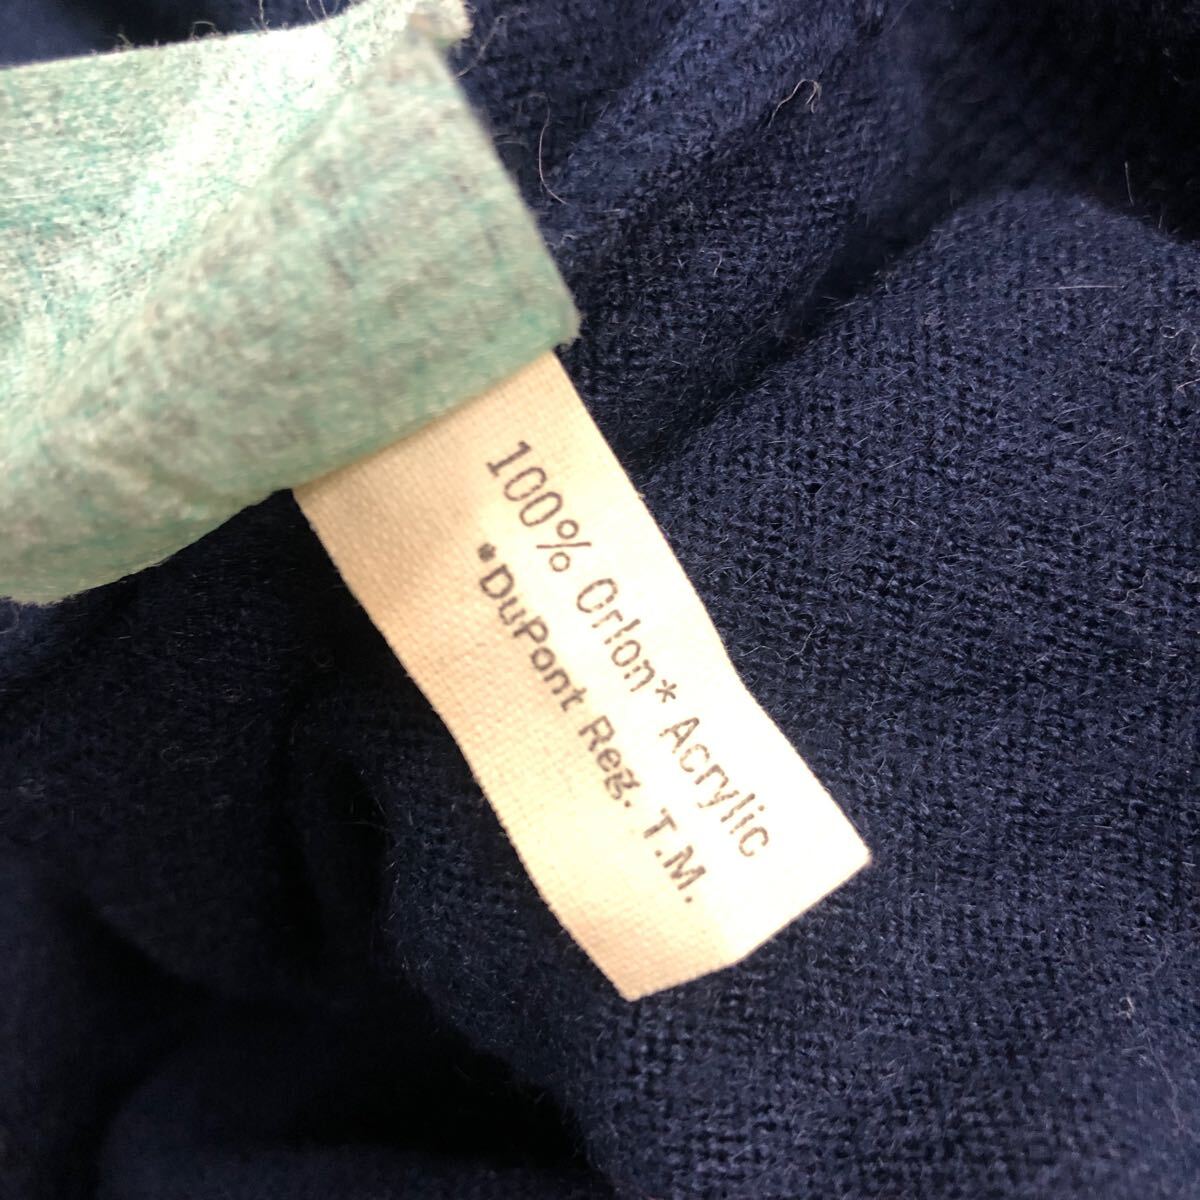 100% Orlon* Acrylic
*DuPont Reg. T.M.